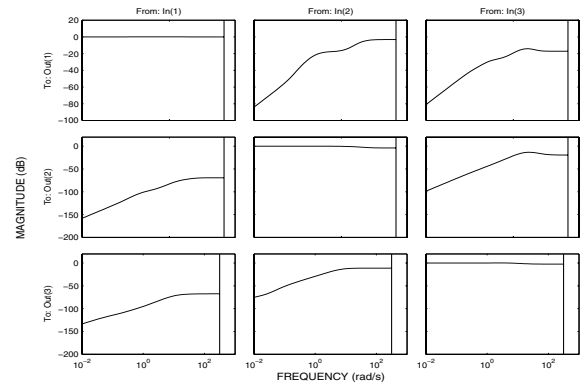 From: In(1) From: In(2) From: In(3)
20
0
-20
-40
-60
-80
-100
To: Out(1)
0
-50
-100
-150
-200
To: Out(2)
0
-50
-100
-150
-200
To: Out(3)
MAGNITUDE (dB)
10^-2 10^0 10^2 10^-2 10^0 10^2 10^-2 10^0 10^2
FREQUENCY (rad/s)